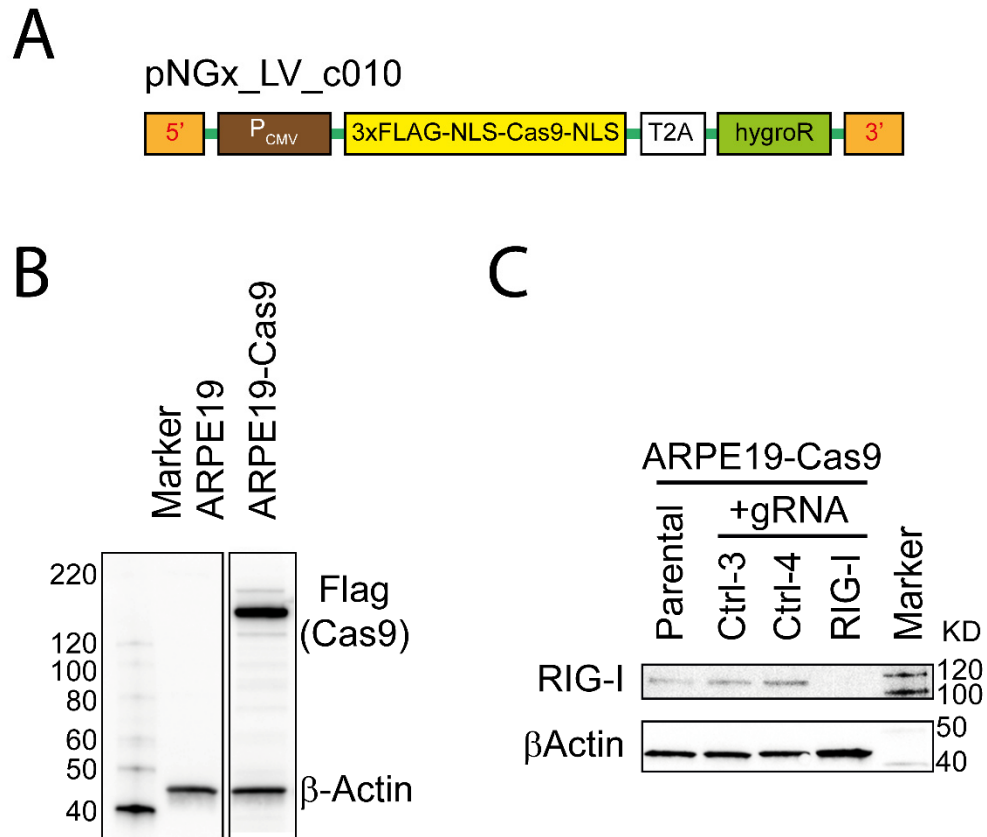 A
pNGx_LV_c010
5’ PCMV 3xFLAG-NLS-Cas9-NLS T2A hygroR 3’
B
Marker
ARPE19
ARPE19-Cas9
220
120
100
80
60
50
40
Flag
(Cas9)
β-Actin
C
ARPE19-Cas9
+gRNA
Parental
Ctrl-3
Ctrl-4
RIG-I
Marker
KD
RIG-I
120
100
βActin
50
40